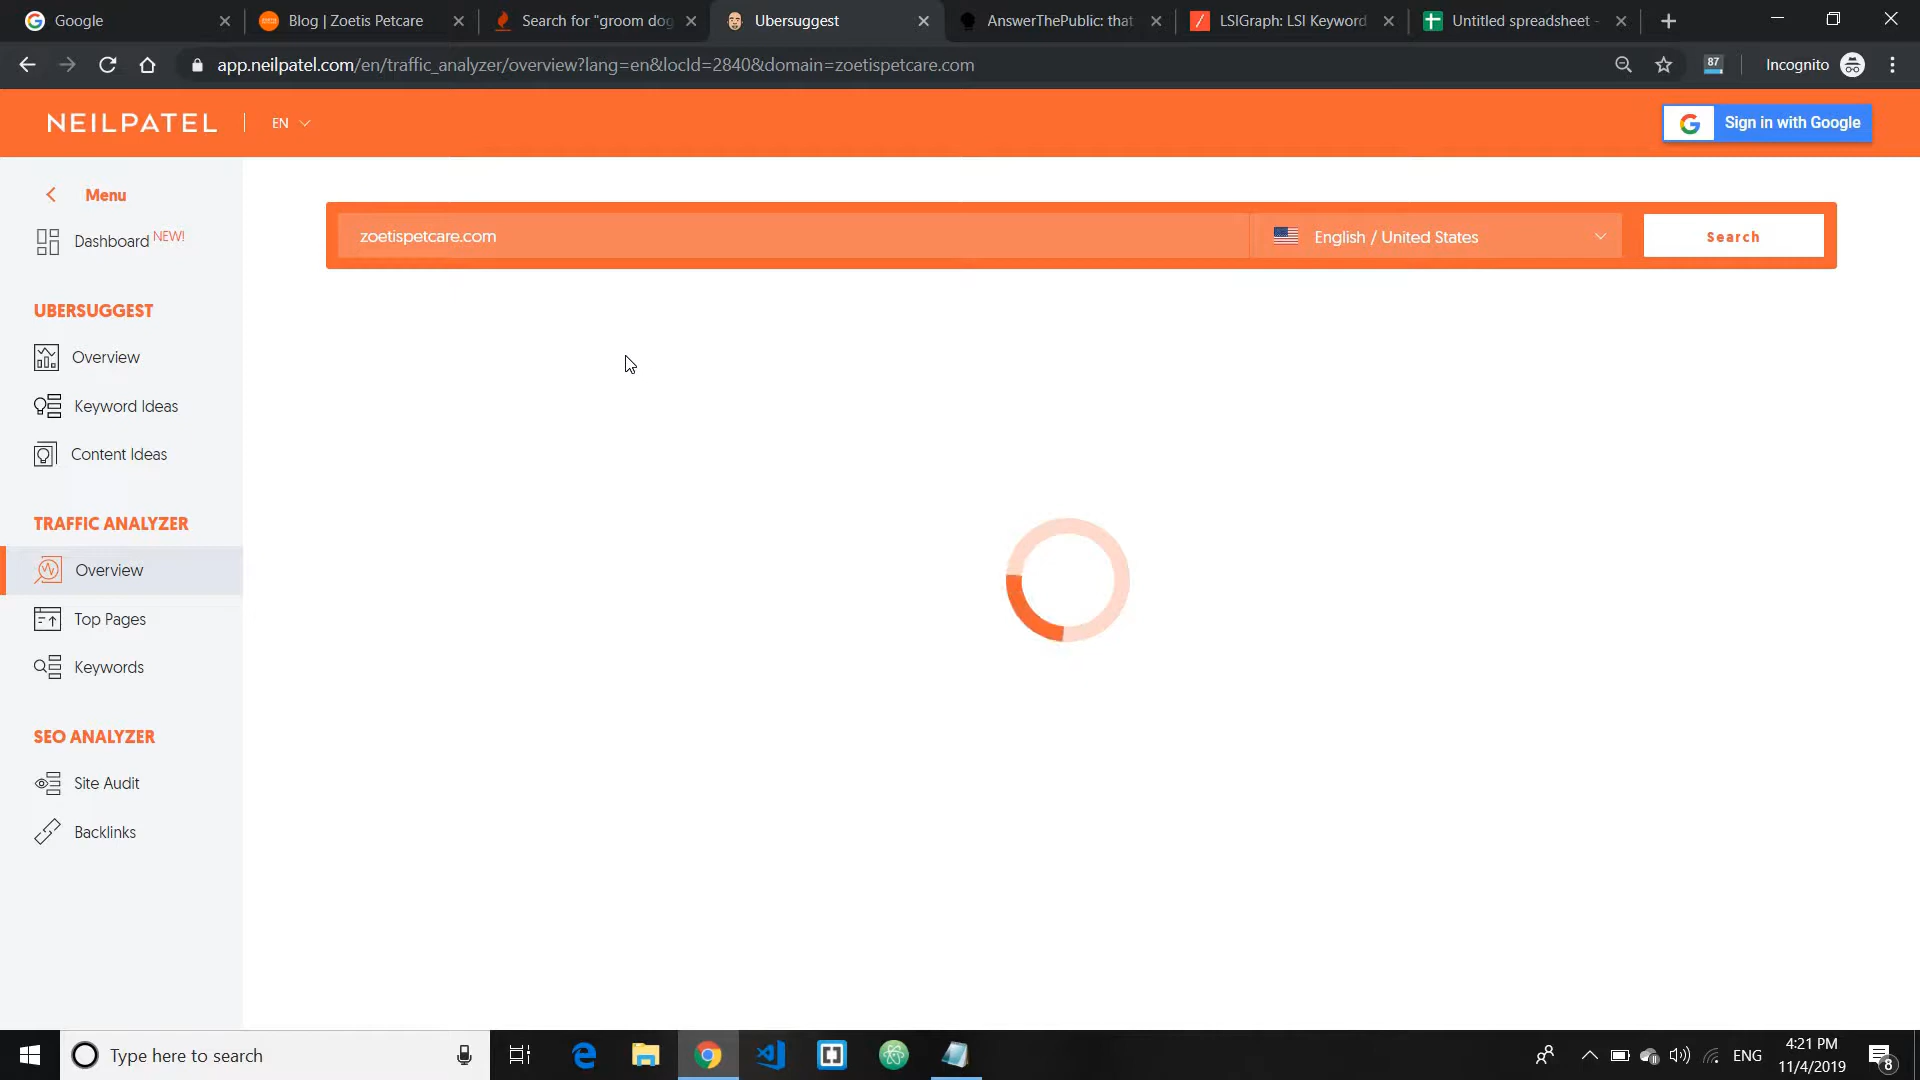 Google
Blog | Zoetis Petcare
Search for "groom dog
Ubersuggest
AnswerThePublic: that
LSIGraph: LSI Keyword
Untitled spreadsheet -
app.neilpatel.com/en/traffic_analyzer/overview?lang=en&locId=2840&domain=zoetispetcare.com
87
Incognito
NEILPATEL
EN
Sign in with Google
Menu
Dashboard NEW!
zoetispetcare.com
English / United States
Search
UBERSUGGEST
Overview
Keyword Ideas
Content Ideas
TRAFFIC ANALYZER
Overview
Top Pages
Keywords
SEO ANALYZER
Site Audit
Backlinks
Type here to search
ENG
4:21 PM
11/4/2019
8